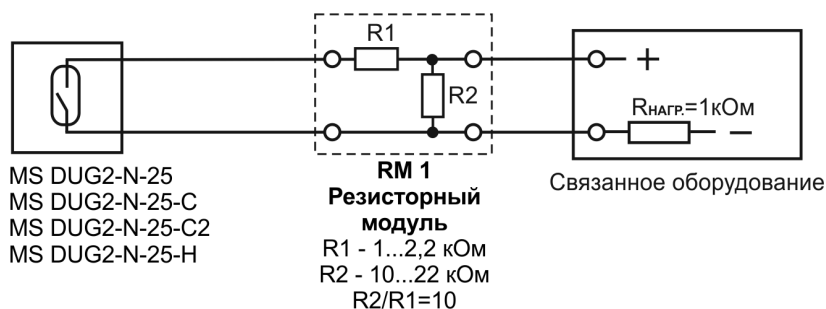 R1
R2
+
Rнагр.=1кОм
–
MS DUG2-N-25
MS DUG2-N-25-C
MS DUG2-N-25-C2
MS DUG2-N-25-H
RM 1
Резисторный
модуль
R1 - 1...2,2 кОм
R2 - 10...22 кОм
R2/R1=10
Связанное оборудование